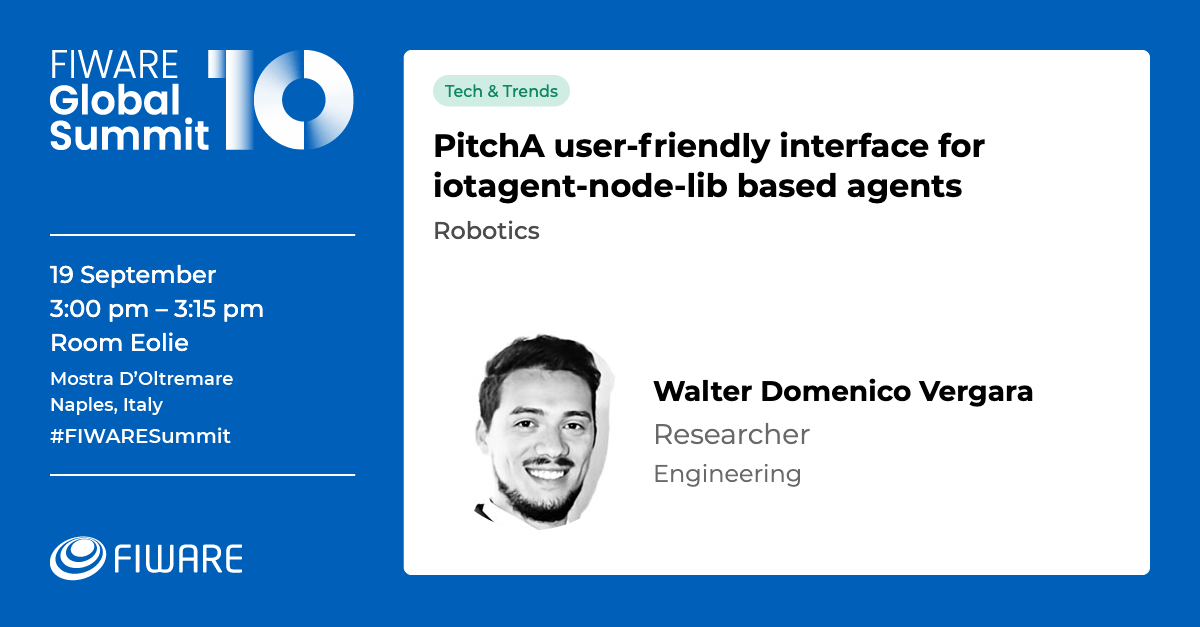 FIWARE
Global
Summit
10
19 September
3:00 pm – 3:15 pm
Room Eolie
Mostra D’Oltremare
Naples, Italy
#FIWARESummit
FIWARE
Tech & Trends
PitchA user-friendly interface for
iotagent-node-lib based agents
Robotics
Walter Domenico Vergara
Researcher
Engineering